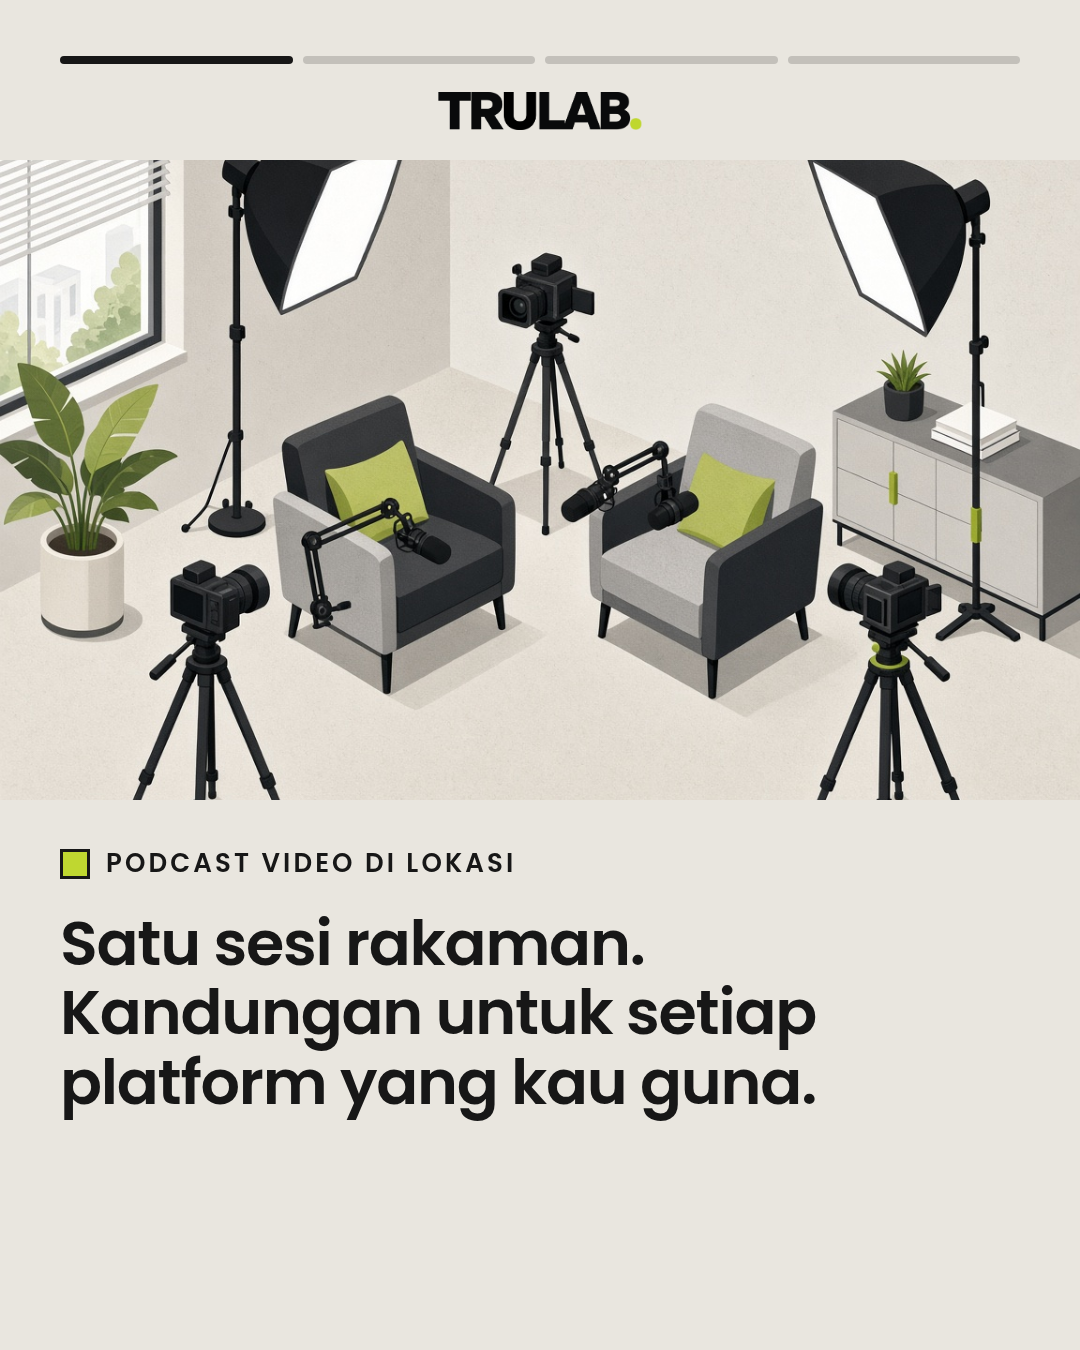 TRULAB.
PODCAST VIDEO DI LOKASI
Satu sesi rakaman.
Kandungan untuk setiap
platform yang kau guna.